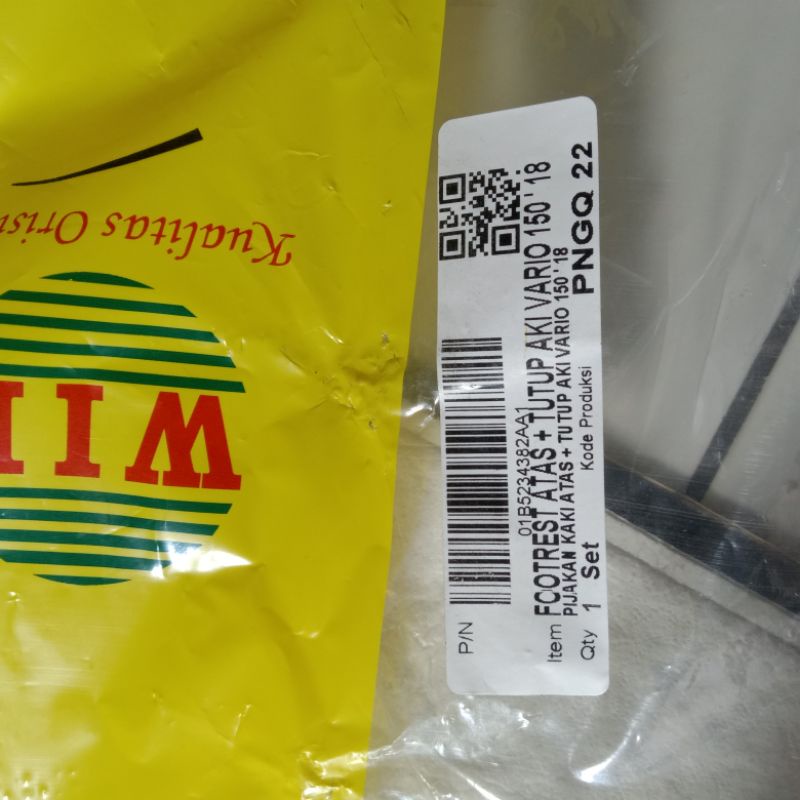 Kualitas
WI
P/N
01B5234382AA1
Item FOOTREST ATAS + TUTUP AKI VARIO 150 ' 18
PIJAKAN KAKI ATAS + TUTUP AKI VARIO 150 ' 18
Qty 1 Set Kode Produksi PNGQ 22